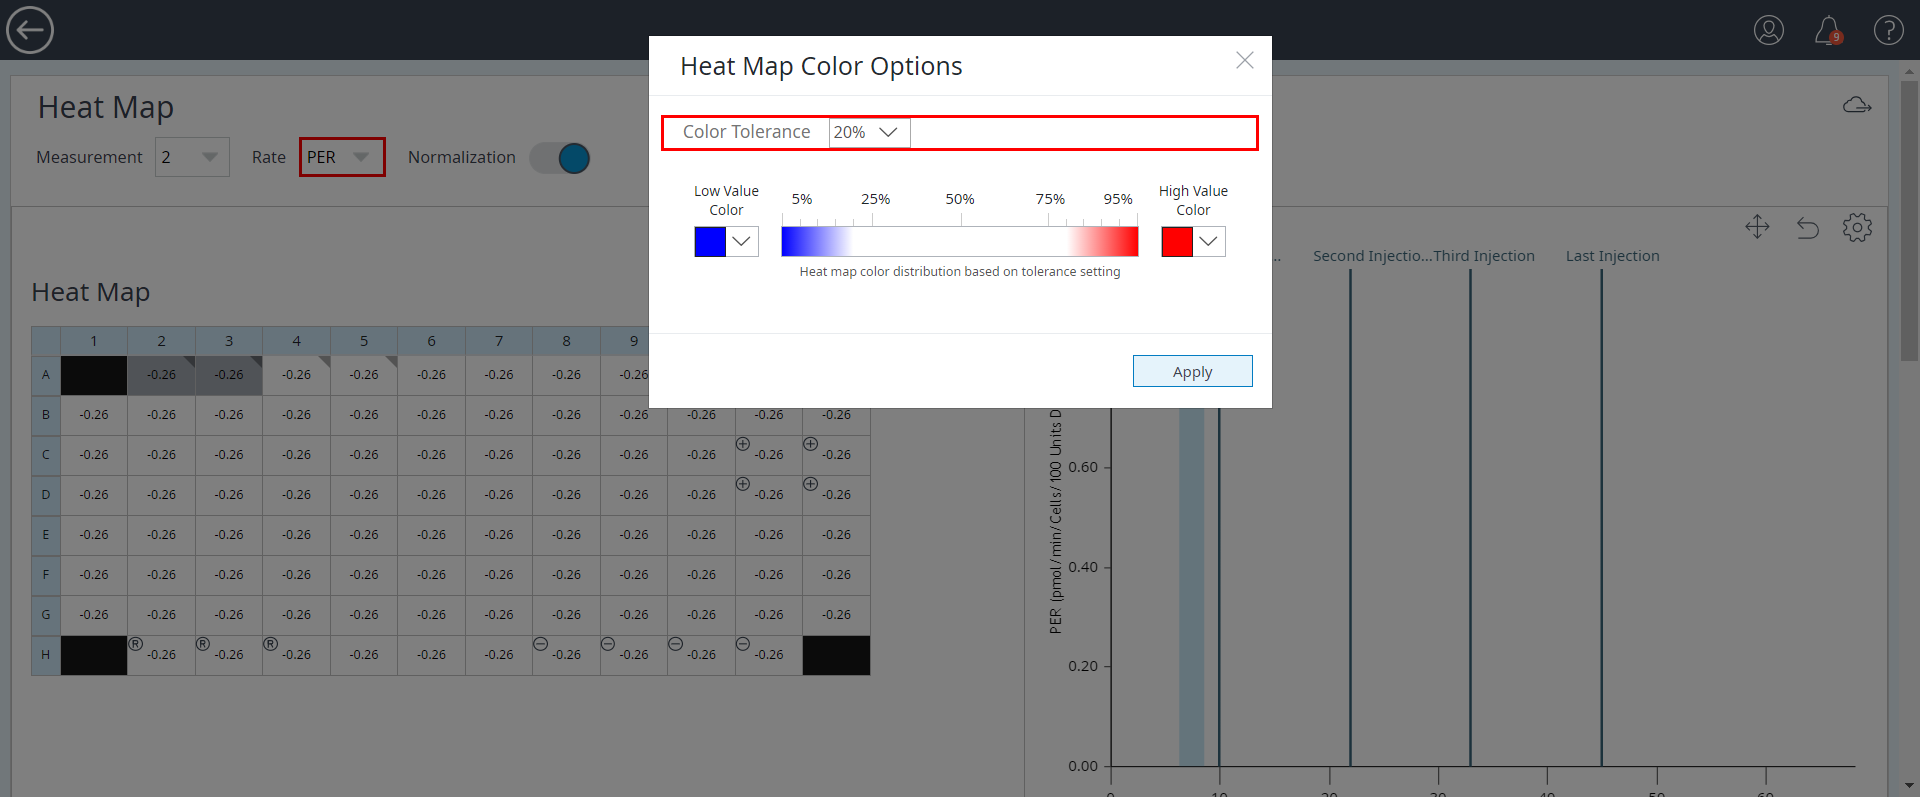 9
Heat Map
Measurement 2 Rate PER Normalization
Heat Map Color Options
Color Tolerance 20%
Low Value Color 5% 25% 50% 75% 95% High Value Color
Heat map color distribution based on tolerance setting
Apply
Heat Map
1 2 3 4 5 6 7 8 9
A -0.26 -0.26 -0.26 -0.26 -0.26 -0.26 -0.26
B -0.26 -0.26 -0.26 -0.26 -0.26 -0.26 -0.26 -0.26 -0.26 -0.26 -0.26 -0.26
C -0.26 -0.26 -0.26 -0.26 -0.26 -0.26 -0.26 -0.26 -0.26 -0.26 -0.26 -0.26
D -0.26 -0.26 -0.26 -0.26 -0.26 -0.26 -0.26 -0.26 -0.26 -0.26 -0.26 -0.26
E -0.26 -0.26 -0.26 -0.26 -0.26 -0.26 -0.26 -0.26 -0.26 -0.26 -0.26 -0.26
F -0.26 -0.26 -0.26 -0.26 -0.26 -0.26 -0.26 -0.26 -0.26 -0.26 -0.26 -0.26
G -0.26 -0.26 -0.26 -0.26 -0.26 -0.26 -0.26 -0.26 -0.26 -0.26 -0.26 -0.26
H ® -0.26 ® -0.26 ® -0.26 -0.26 -0.26 -0.26 -0.26 -0.26 -0.26 -0.26
... Second Injectio... Third Injection Last Injection
PER (pmol/min/Cells/100 Units
0.60
0.40
0.20
0.00
0 10 20 30 40 50 60